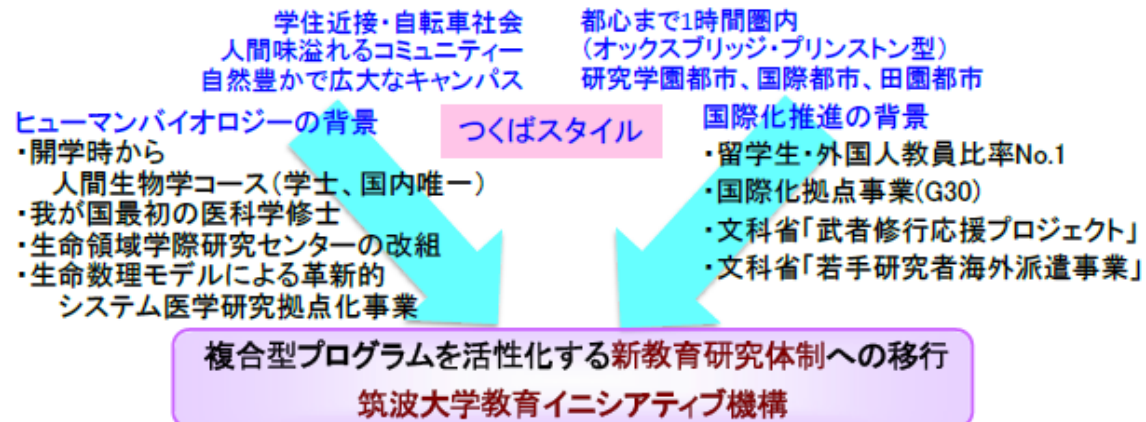 学住近接・自転車社会
人間味溢れるコミュニティー
自然豊かで広大なキャンパス
都心まで1時間圏内
(オックスブリッジ・プリンストン型)
研究学園都市、国際都市、田園都市
つくばスタイル
ヒューマンバイオロジーの背景
・開学時から
人間生物学コース(学士、国内唯一)
・我が国最初の医科学修士
・生命領域学際研究センターの改組
・生命数理モデルによる革新的
システム医学研究拠点化事業
国際化推進の背景
・留学生・外国人教員比率No.1
・国際化拠点事業(G30)
・文科省「武者修行応援プロジェクト」
・文科省「若手研究者海外派遣事業」
複合型プログラムを活性化する新教育研究体制への移行
筑波大学教育イニシアティブ機構